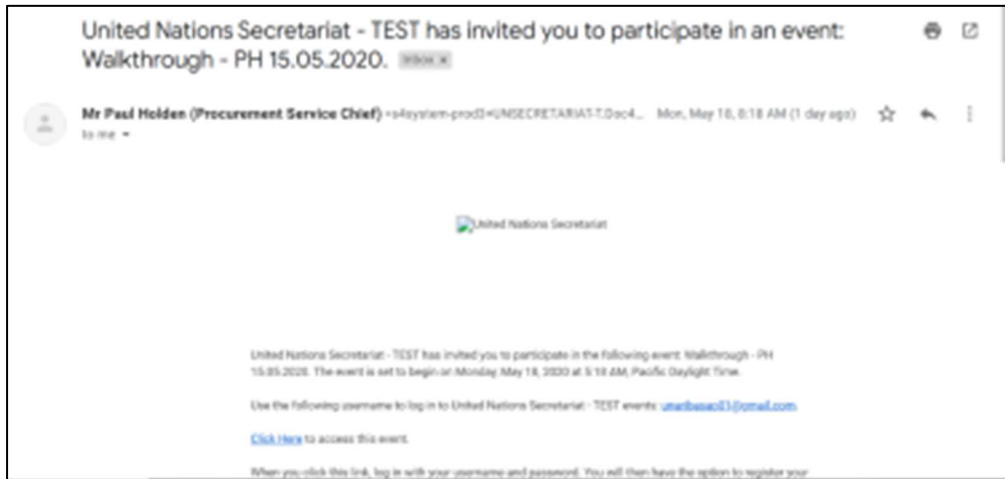 United Nations Secretariat - TEST has invited you to participate in an event:
Walkthrough - PH 15.05.2020. Inbox x
Mr Paul Holden (Procurement Service Chief) Mon, May 18, 8:18 AM (1 day ago)
to me
United Nations Secretariat
United Nations Secretariat - TEST has invited you to participate in the following event: Walkthrough - PH
15.05.2020. The event is set to begin on Monday, May 18, 2020 at 5:18 AM, Pacific Daylight Time.
Use the following username to log in to United Nations Secretariat - TEST events:
Click Here to access this event.
When you click this link, log in with your username and password. You will then have the option to register your